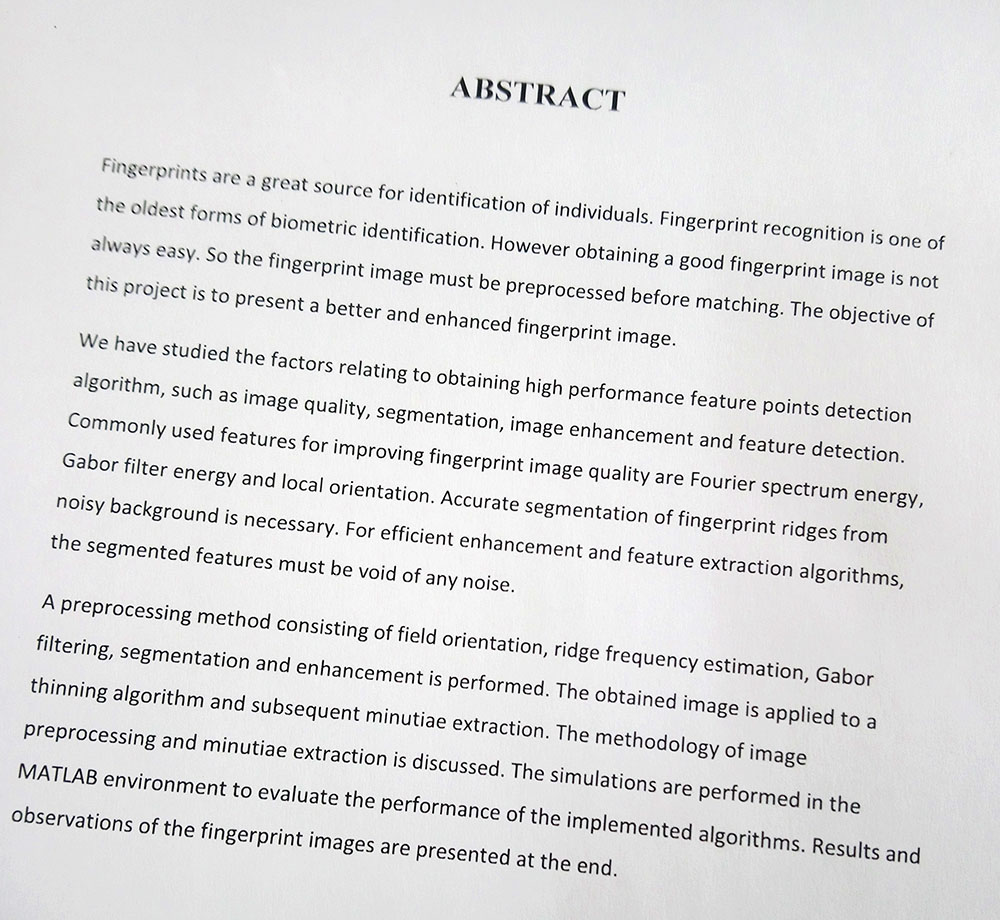 ABSTRACT
Fingerprints are a great source for identification of individuals. Fingerprint recognition is one of
the oldest forms of biometric identification. However obtaining a good fingerprint image is not
always easy. So the fingerprint image must be preprocessed before matching. The objective of
this project is to present a better and enhanced fingerprint image.
We have studied the factors relating to obtaining high performance feature points detection
algorithm, such as image quality, segmentation, image enhancement and feature detection.
Commonly used features for improving fingerprint image quality are Fourier spectrum energy,
Gabor filter energy and local orientation. Accurate segmentation of fingerprint ridges from
noisy background is necessary. For efficient enhancement and feature extraction algorithms,
the segmented features must be void of any noise.
A preprocessing method consisting of field orientation, ridge frequency estimation, Gabor
filtering, segmentation and enhancement is performed. The obtained image is applied to a
thinning algorithm and subsequent minutiae extraction. The methodology of image
preprocessing and minutiae extraction is discussed. The simulations are performed in the
MATLAB environment to evaluate the performance of the implemented algorithms. Results and
observations of the fingerprint images are presented at the end.